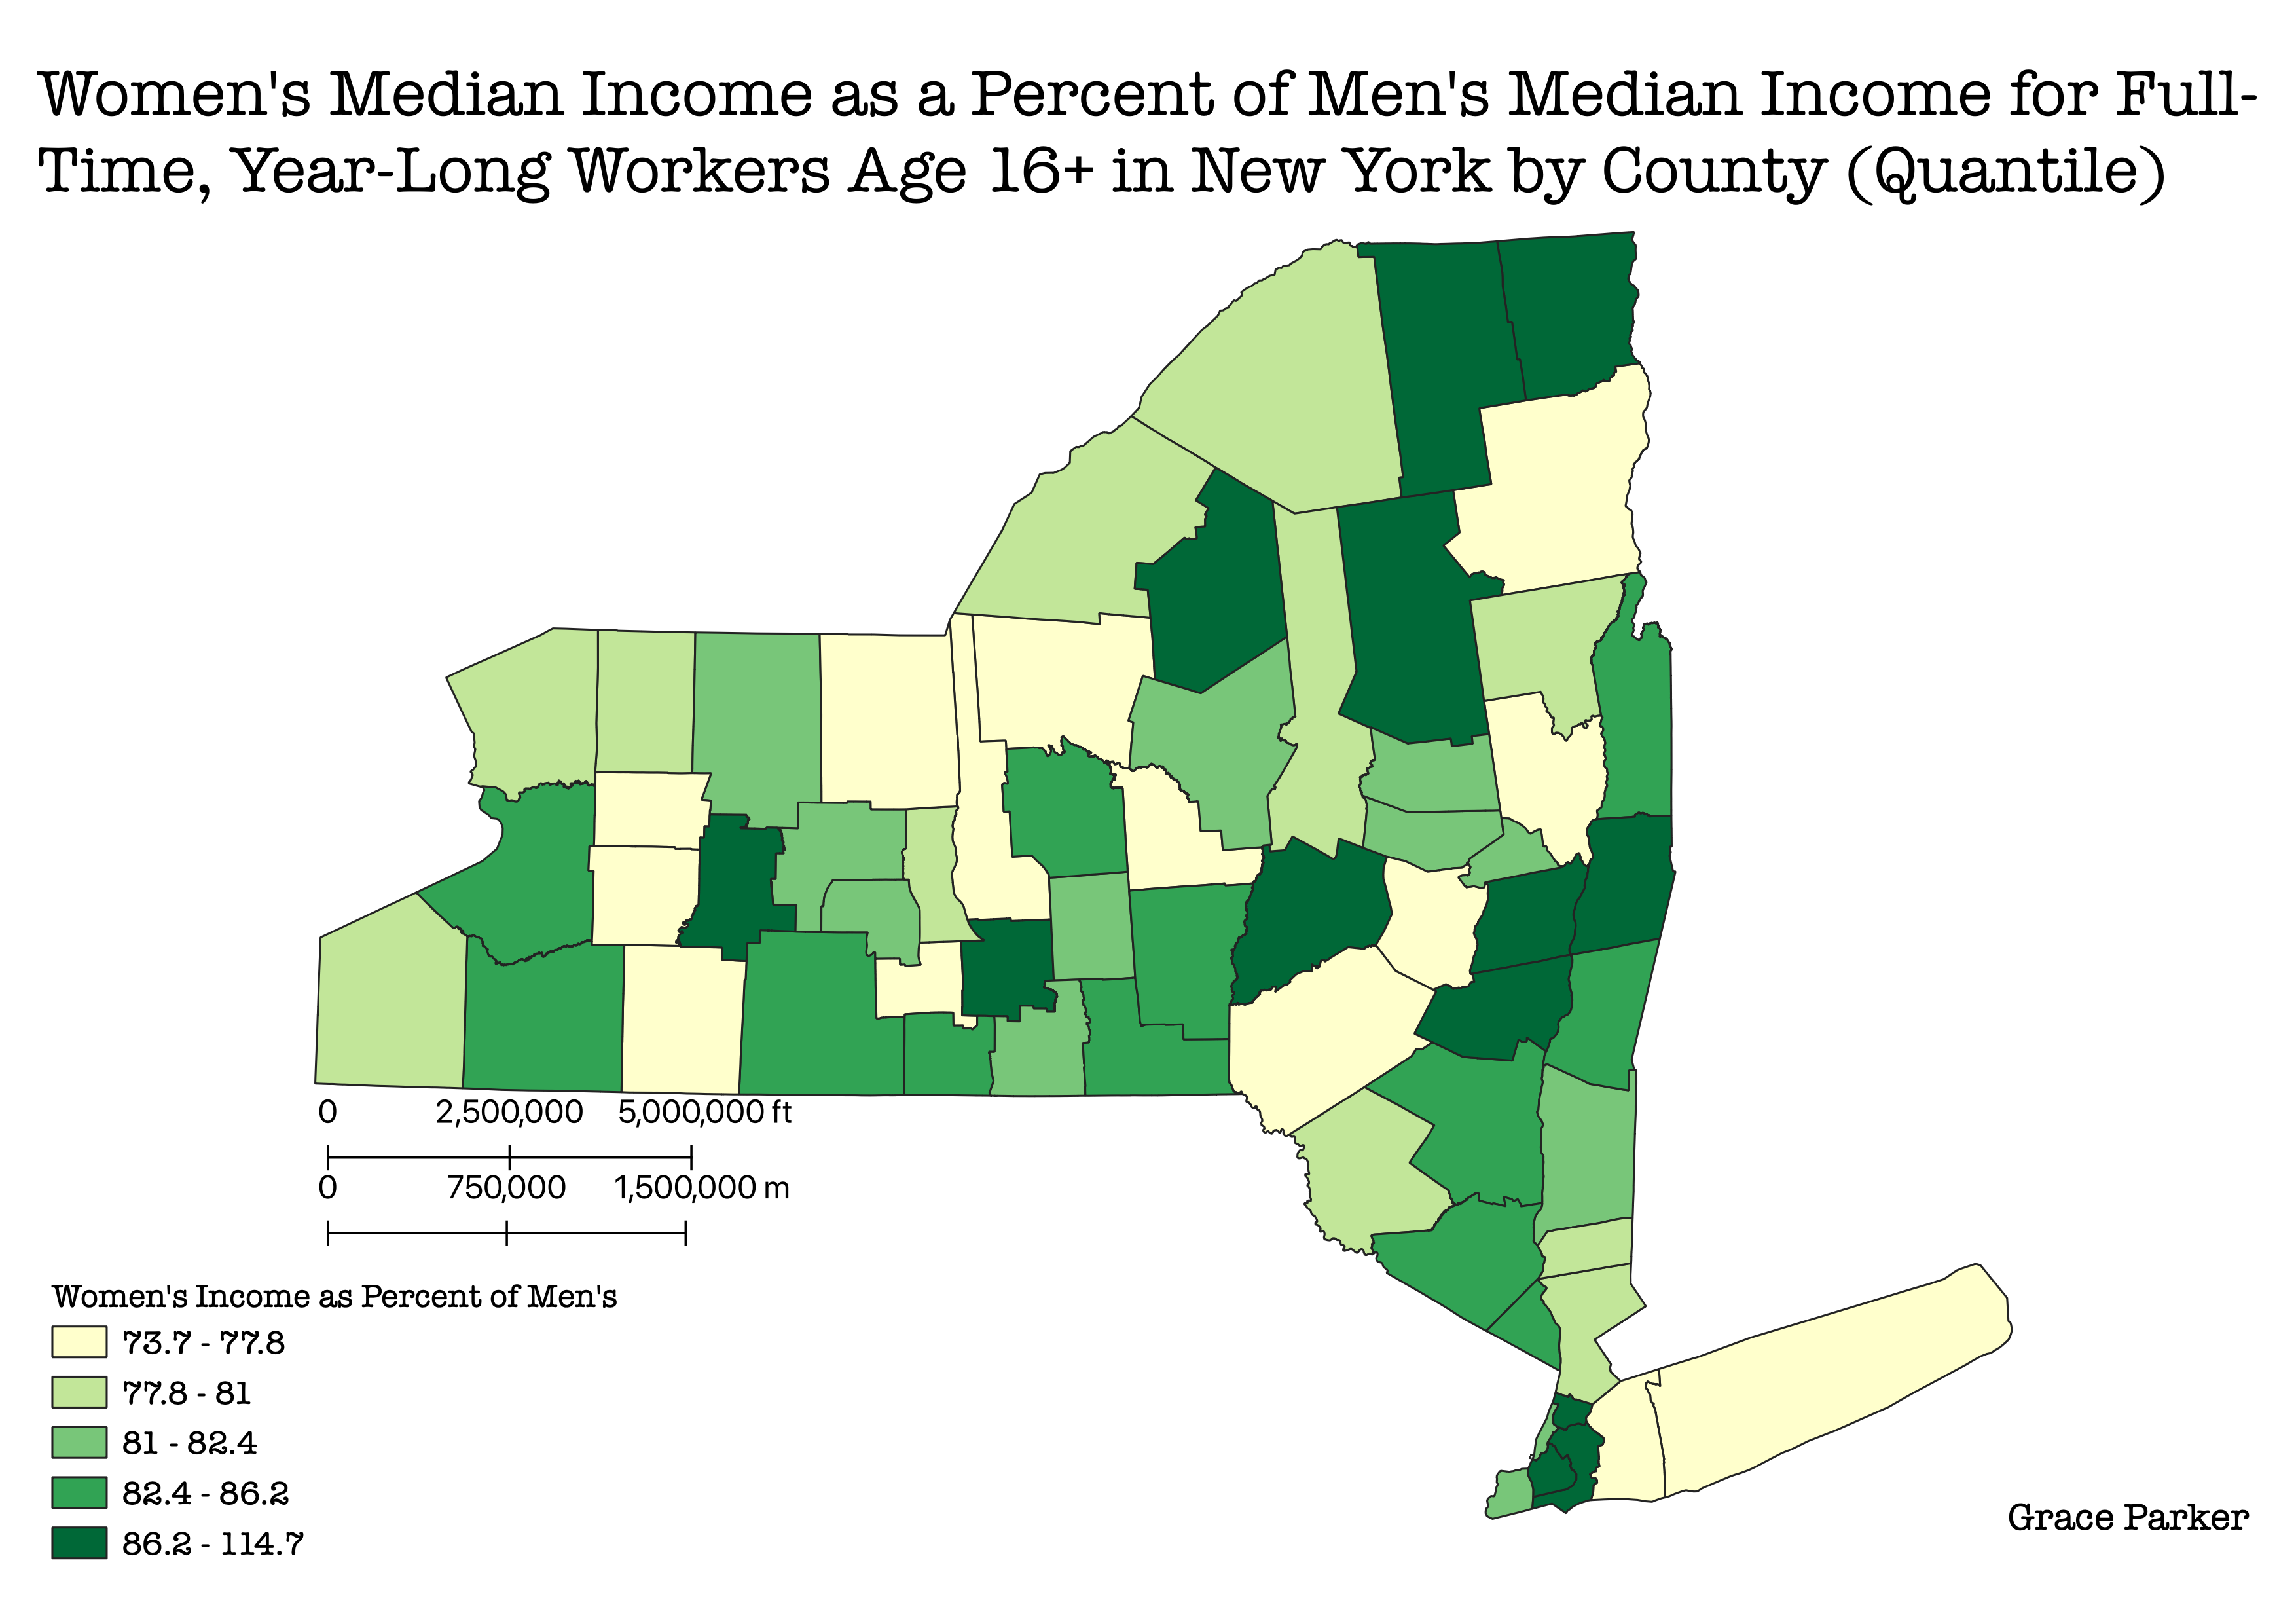 Women's Median Income as a Percent of Men's Median Income for Full-
Time, Year-Long Workers Age 16+ in New York by County (Quantile)
0 2,500,000 5,000,000 ft
0 750,000 1,500,000 m
Women's Income as Percent of Men's
73.7 - 77.8
77.8 - 81
81 - 82.4
82.4 - 86.2
86.2 - 114.7
Grace Parker